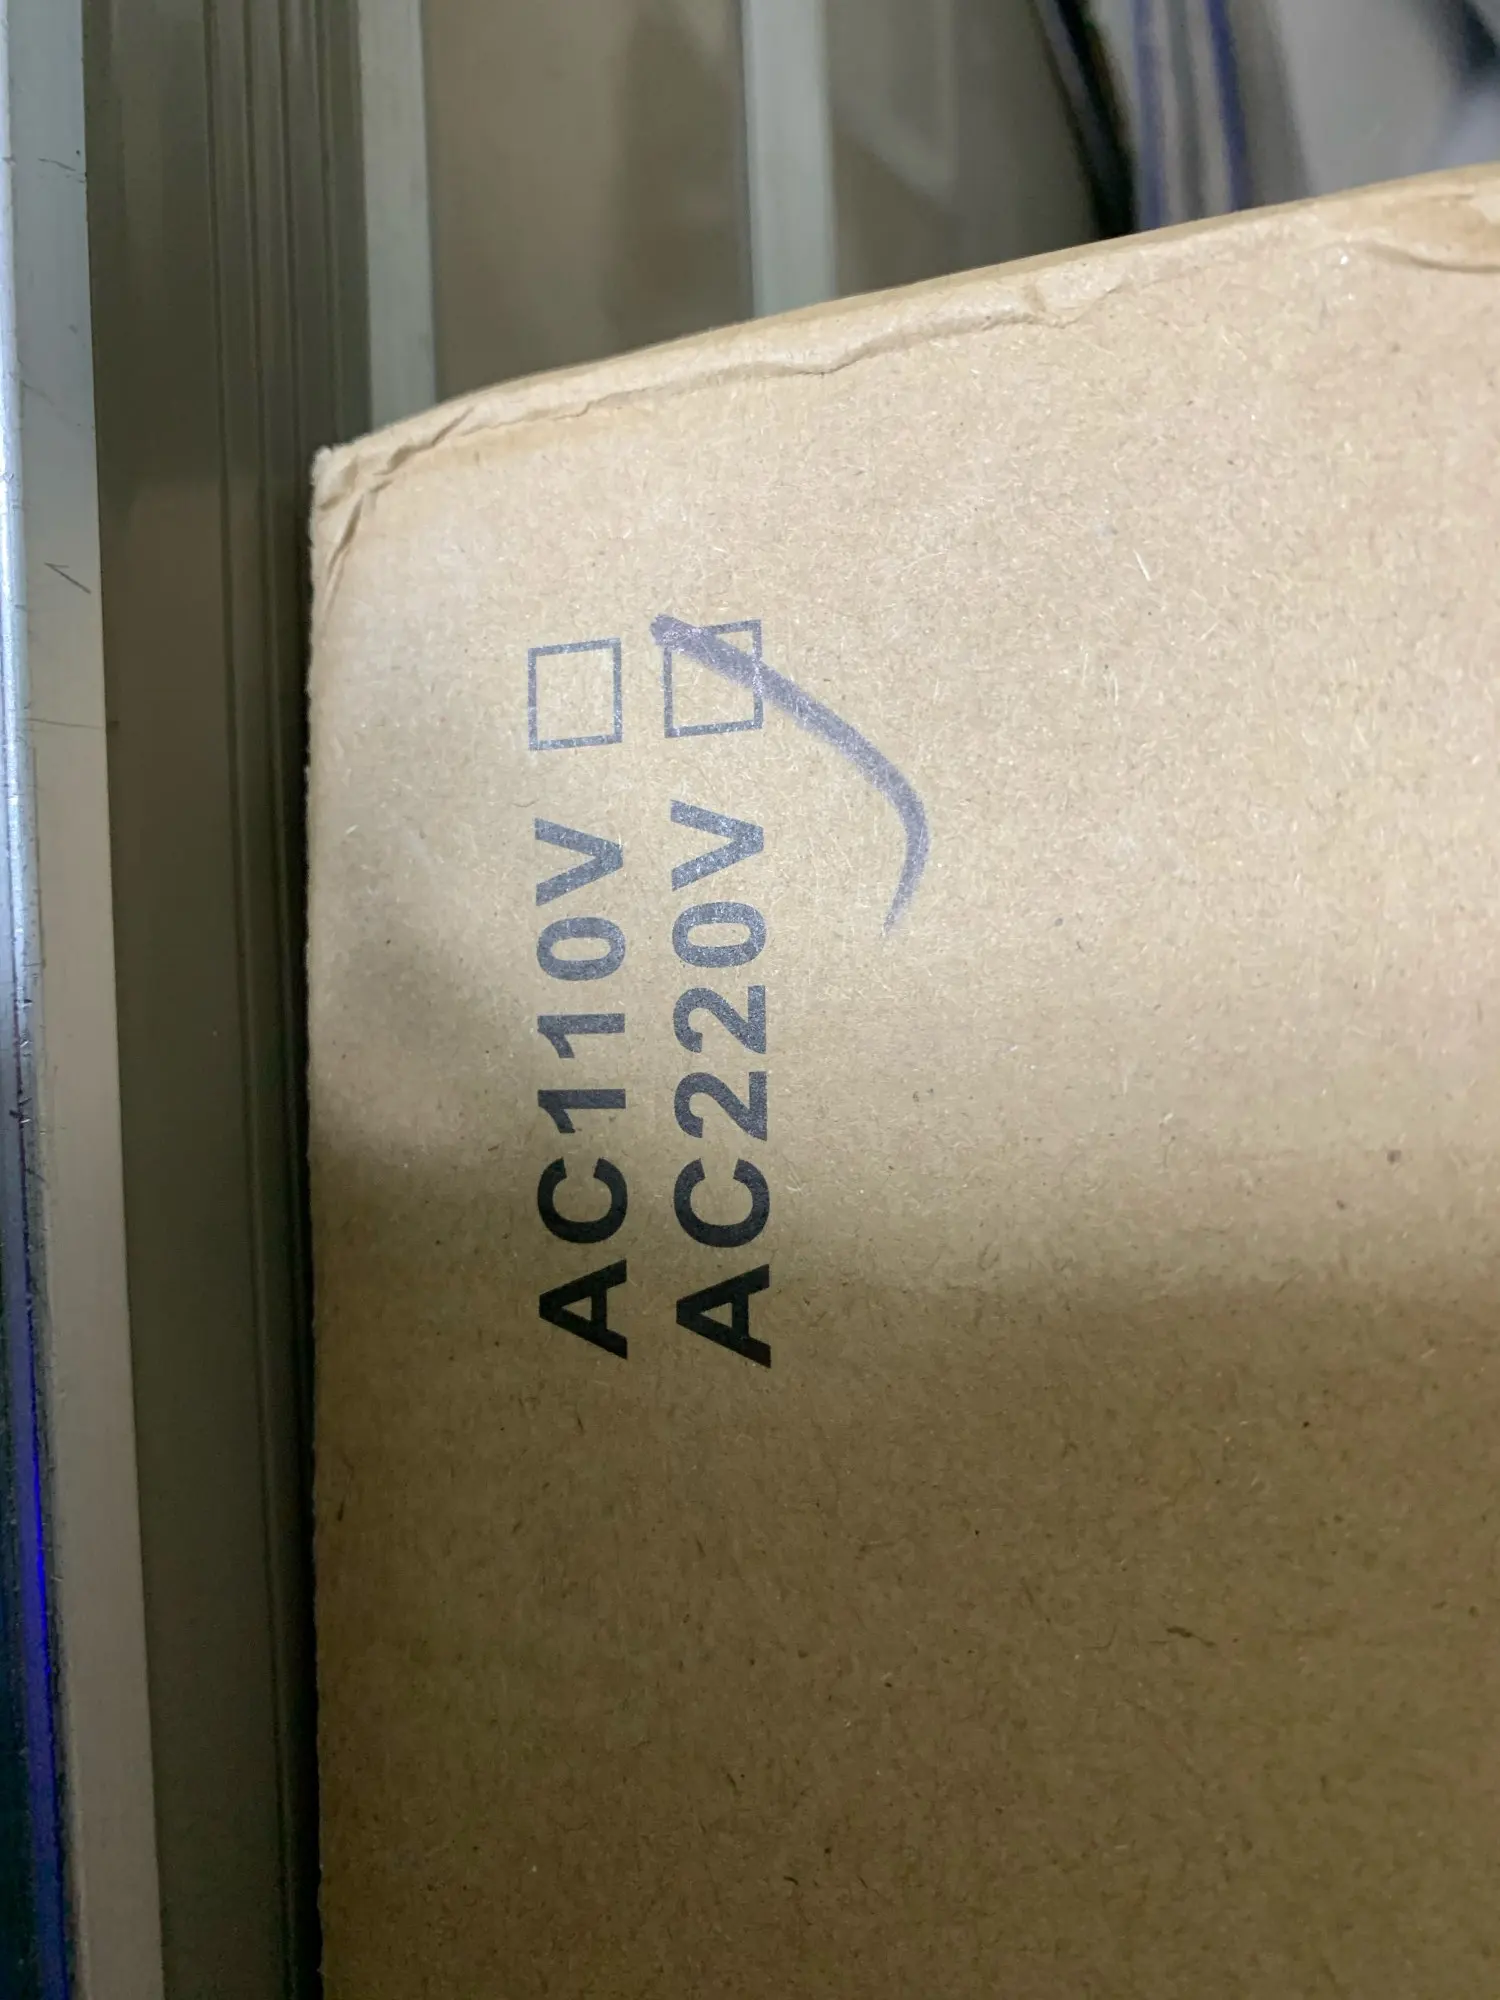 AC110V ☐
AC220V ☑